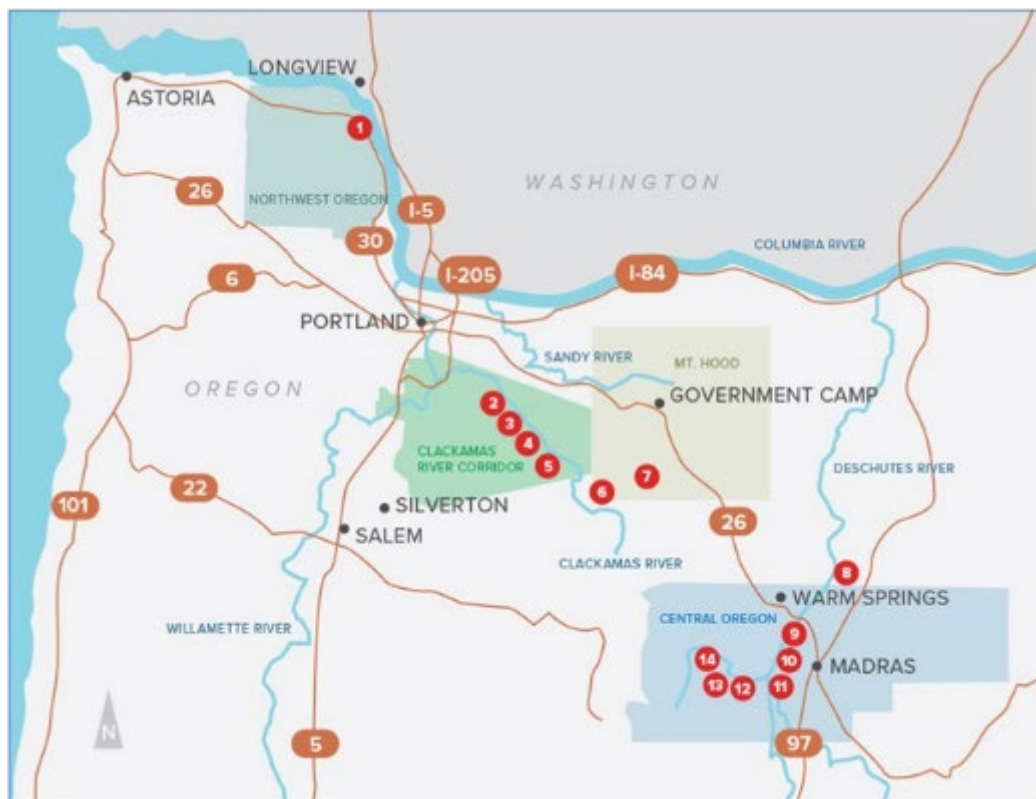 LONGVIEW
ASTORIA
1
WASHINGTON
26
NORTHWEST OREGON
I-5
30
COLUMBIA RIVER
6
I-205
I-84
PORTLAND
SANDY RIVER
MT. HOOD
OREGON
GOVERNMENT CAMP
2
3
4
CLACKAMAS
RIVER CORRIDOR
5
DESCHUTES RIVER
7
22
6
101
SILVERTON
26
SALEM
CLACKAMAS RIVER
8
WARM SPRINGS
WILLAMETTE RIVER
CENTRAL OREGON
9
14
10
MADRAS
13
12
11
N
5
97